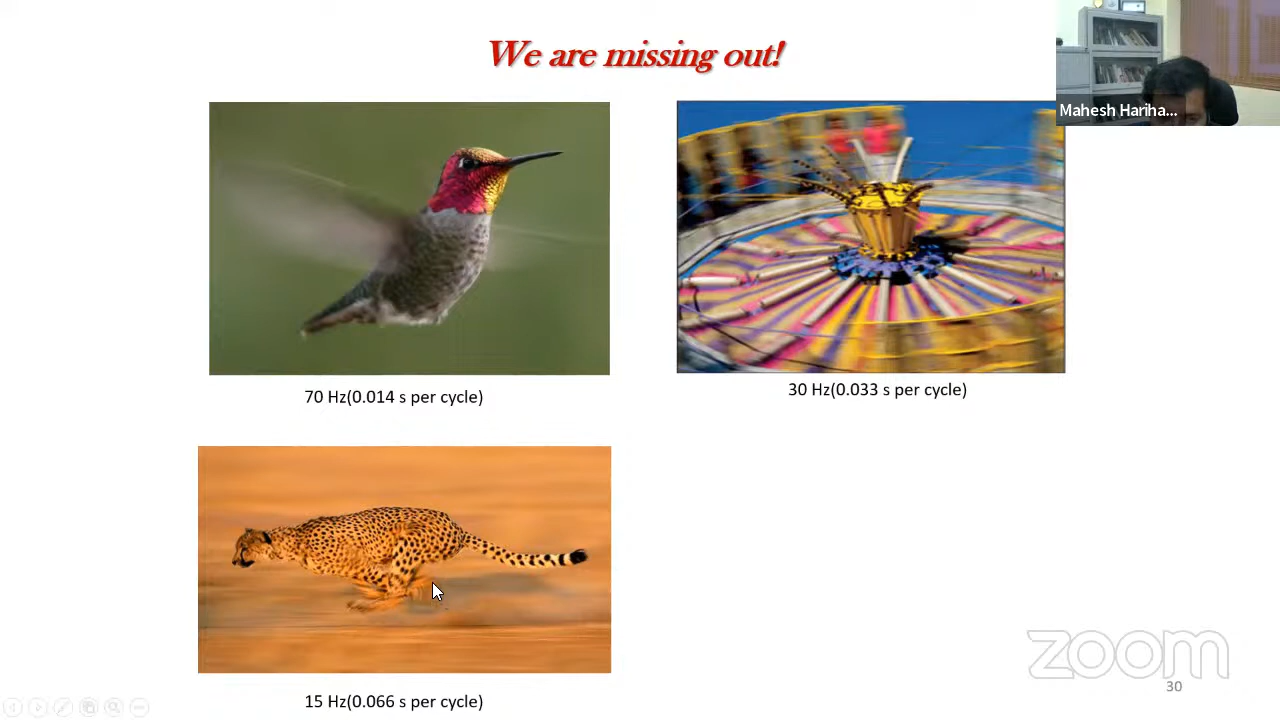 We are missing out!
Mahesh Hariha...
70 Hz(0.014 s per cycle)
30 Hz(0.033 s per cycle)
15 Hz(0.066 s per cycle)
zoom
30